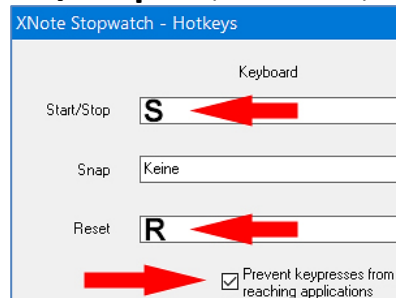 XNote Stopwatch - Hotkeys
Keyboard
Start/Stop S
Snap Keine
Reset R
Prevent keypresses from
reaching applications